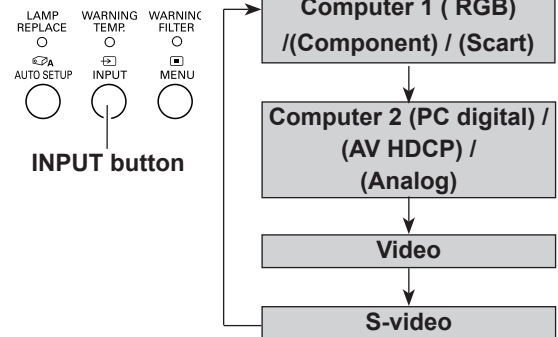 LAMP
REPLACE
WARNING
TEMP.
WARNING
FILTER
AUTO SETUP
INPUT
MENU
INPUT button
Computer 1 ( RGB)
/(Component) / (Scart)
Computer 2 (PC digital) /
(AV HDCP) /
(Analog)
Video
S-video